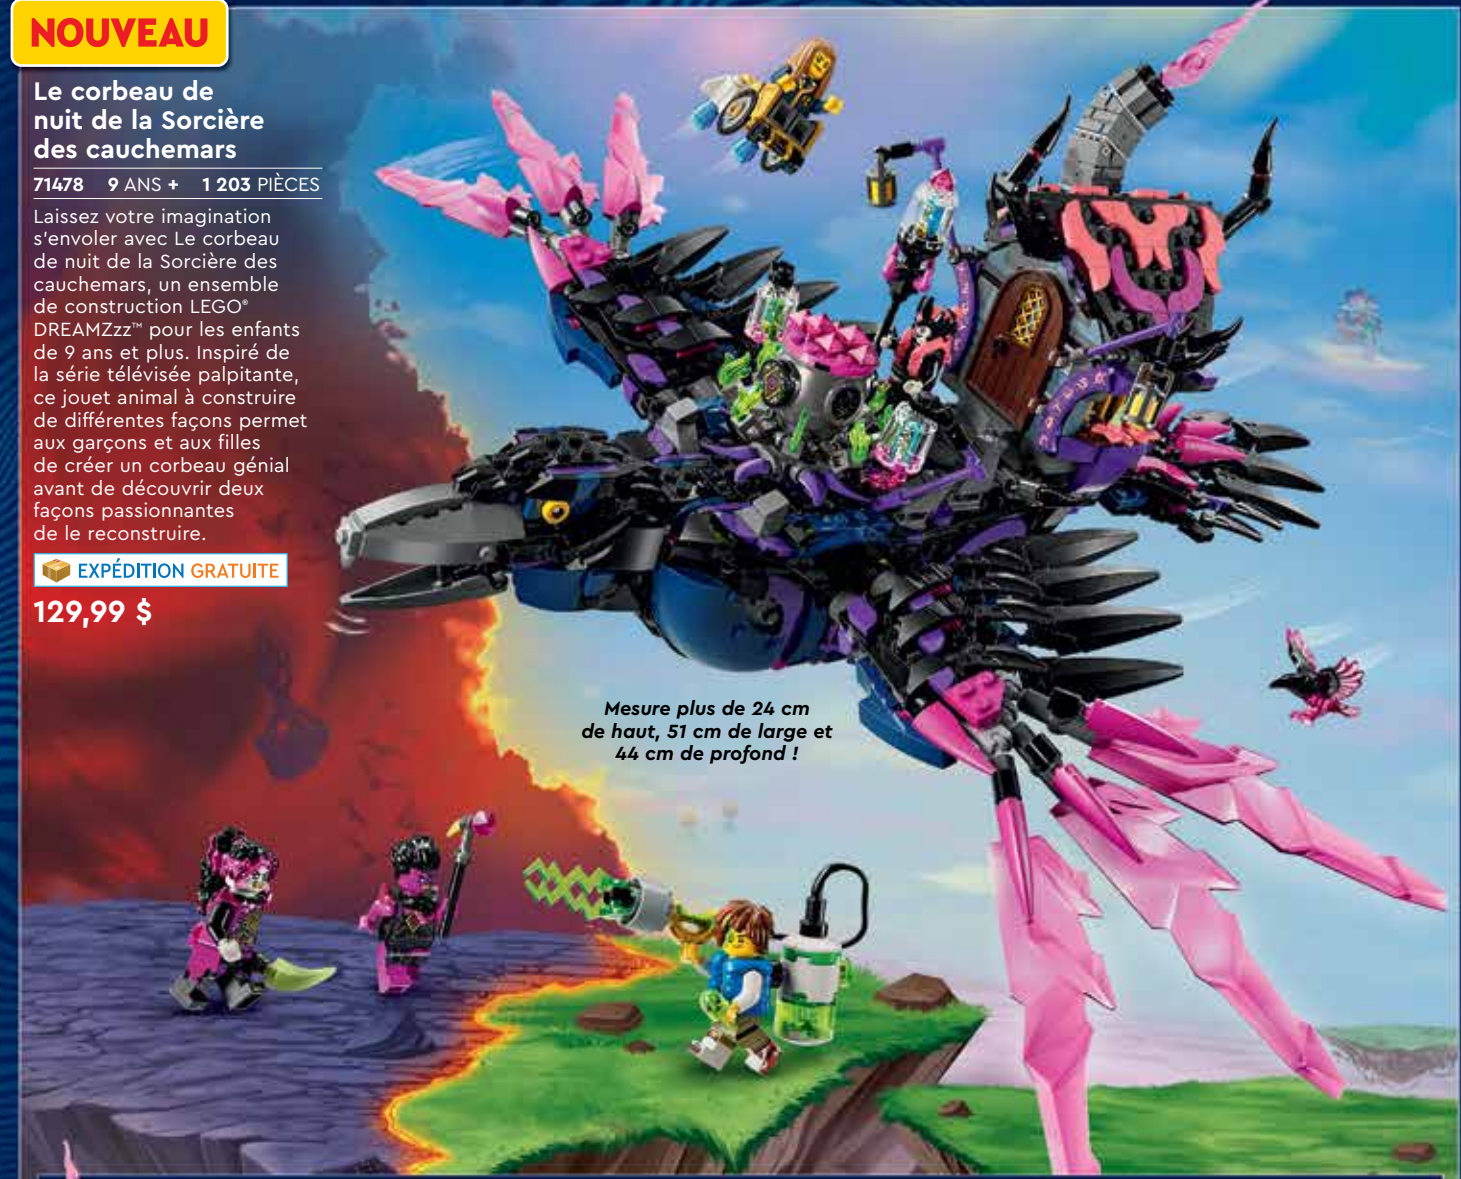 NOUVEAU
Le corbeau de
nuit de la Sorcière
des cauchemars
71478 9 ANS + 1 203 PIÈCES
Laissez votre imagination
s'envoler avec Le corbeau
de nuit de la Sorcière des
cauchemars, un ensemble
de construction LEGO®
DREAMZzz™ pour les enfants
de 9 ans et plus. Inspiré de
la série télévisée palpitante,
ce jouet animal à construire
de différentes façons permet
aux garçons et aux filles
de créer un corbeau génial
avant de découvrir deux
façons passionnantes
de le reconstruire.
EXPÉDITION GRATUITE
129,99 $
Mesure plus de 24 cm
de haut, 51 cm de large et
44 cm de profond !